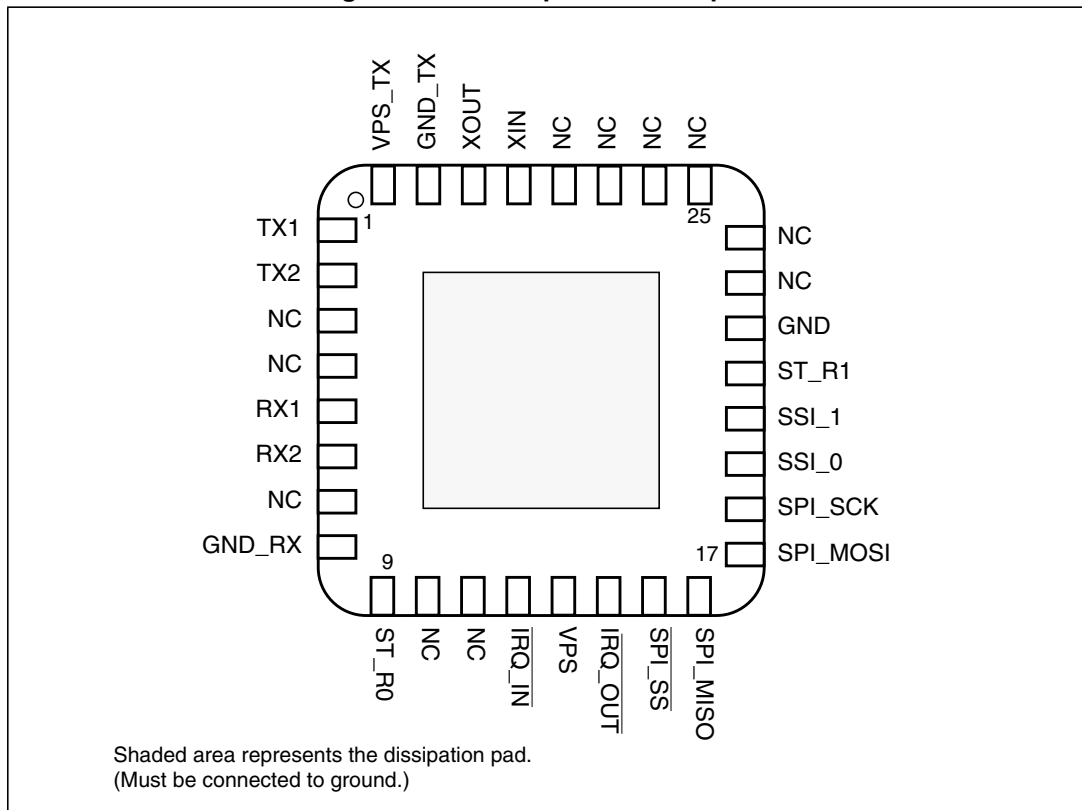 VPS_TX
GND_TX
XOUT
XIN
NC
NC
NC
NC
1
25
TX1
TX2
NC
NC
RX1
RX2
NC
GND_RX
NC
NC
GND
ST_R1
SSI_1
SSI_0
SPI_SCK
SPI_MOSI
9
17
ST_R0
NC
NC
IRQ_IN
VPS
IRQ_OUT
SPI_SS
SPI_MISO
Shaded area represents the dissipation pad.
(Must be connected to ground.)